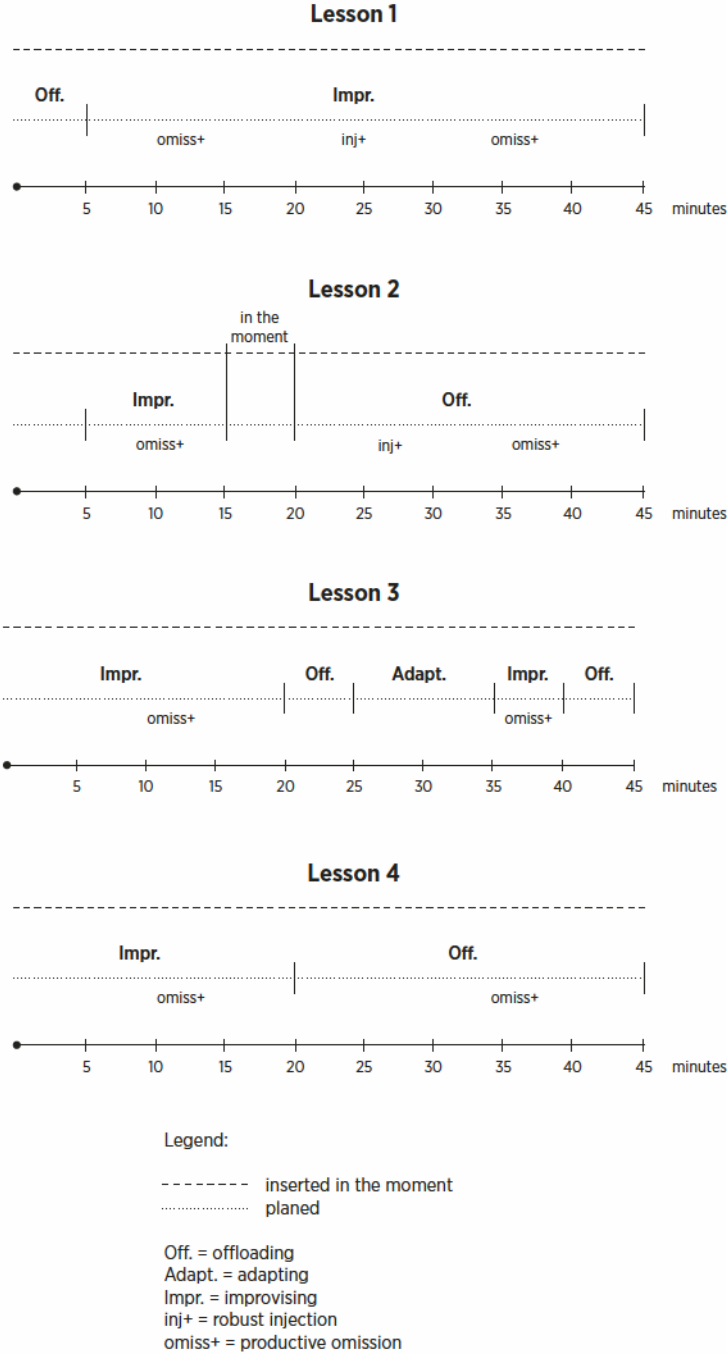 Lesson 1
Off. Impr.
omiss+ inj+ omiss+
5 10 15 20 25 30 35 40 45 minutes
Lesson 2
in the
moment
Impr. Off.
omiss+ inj+ omiss+
5 10 15 20 25 30 35 40 45 minutes
Lesson 3
Impr. Off. Adapt. Impr. Off.
omiss+ omiss+
5 10 15 20 25 30 35 40 45 minutes
Lesson 4
Impr. Off.
omiss+ omiss+
5 10 15 20 25 30 35 40 45 minutes
Legend:
inserted in the moment
planed
Off. = offloading
Adapt. = adapting
Impr. = improvising
inj+ = robust injection
omiss+ = productive omission